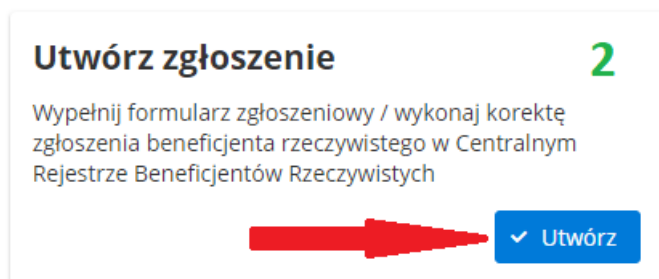 Utwórz zgłoszenie
2
Wypełnij formularz zgłoszeniowy / wykonaj korektę
zgłoszenia beneficjenta rzeczywistego w Centralnym
Rejestrze Beneficjentów Rzeczywistych
Utwórz